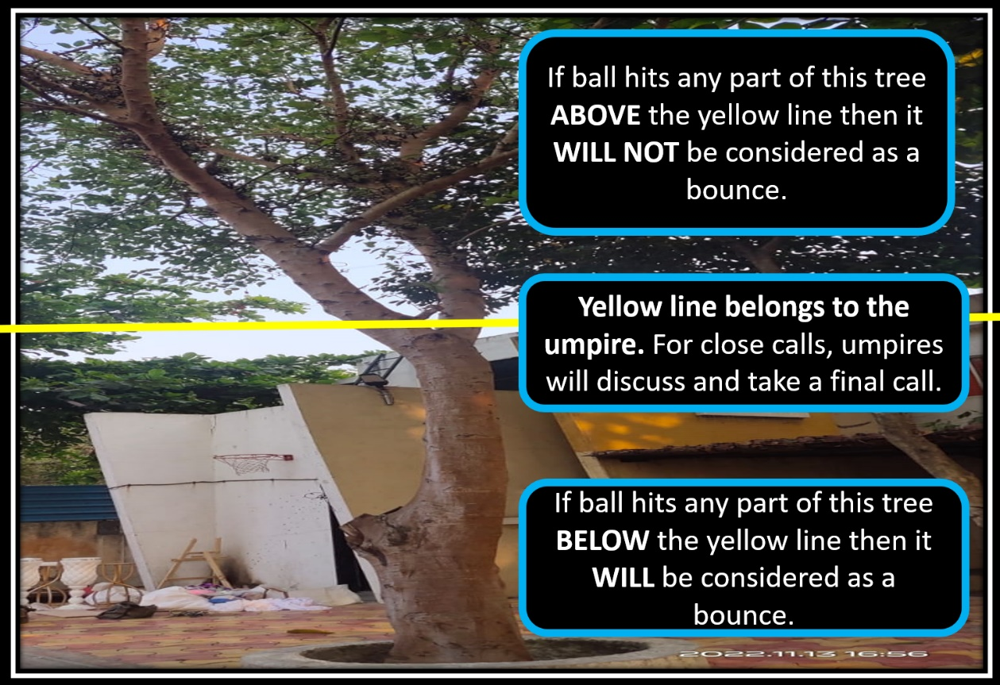 If ball hits any part of this tree
ABOVE the yellow line then it
WILL NOT be considered as a
bounce.
Yellow line belongs to the
umpire. For close calls, umpires
will discuss and take a final call.
If ball hits any part of this tree
BELOW the yellow line then it
WILL be considered as a
bounce.
2022.11.13 16:56